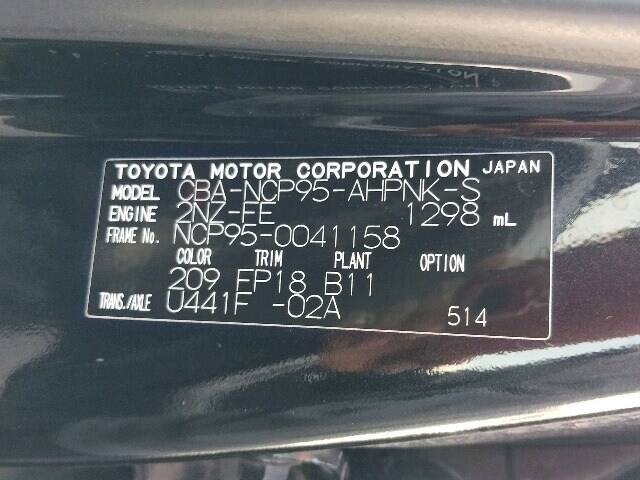 TOYOTA MOTOR CORPORATION JAPAN
MODEL CBA-NCP95-AHPNK-S
ENGINE 2NZ-FE 1298 mL
FRAME No. NCP95-0041158
COLOR TRIM PLANT OPTION
209 FP18 B11
TRANS./AXLE U441F -02A 514